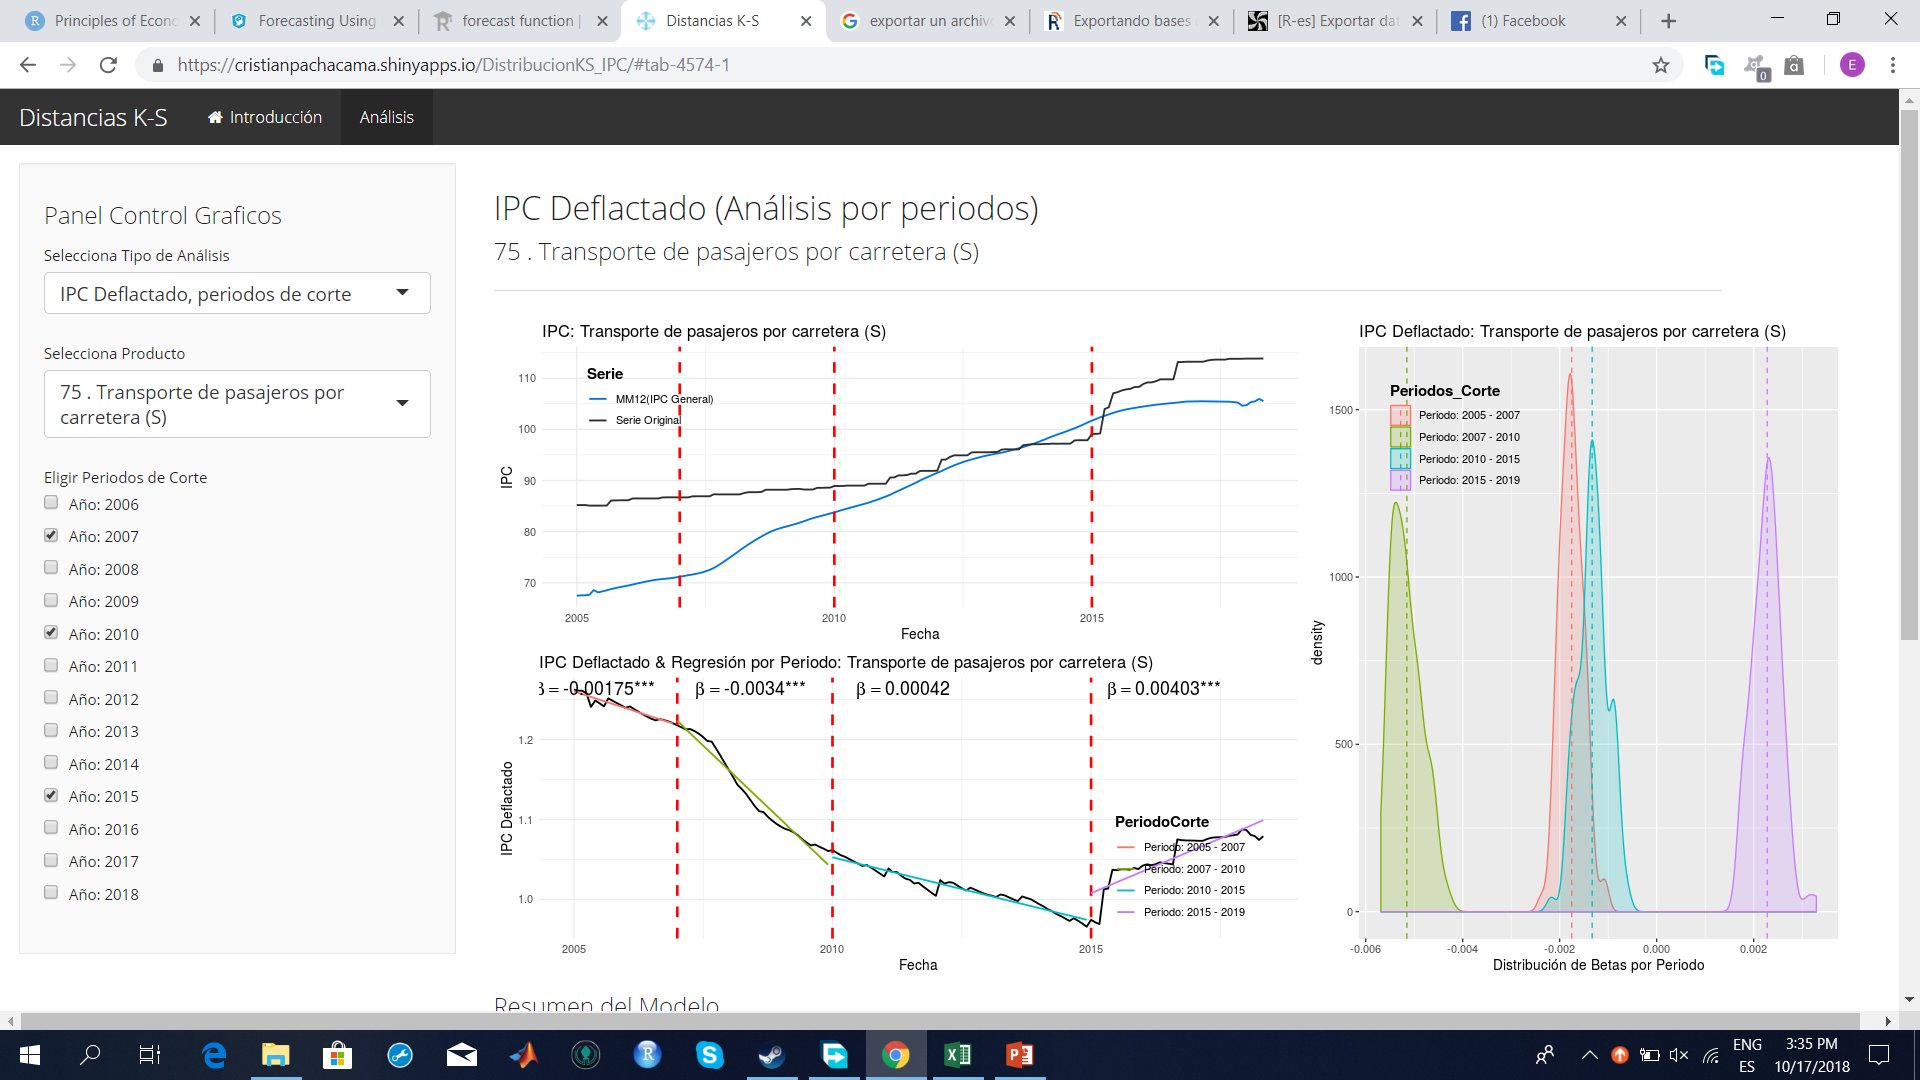 Principles of Econo
Forecasting Using
forecast function |
Distancias K-S
exportar un archivo
Exportando bases
[R-es] Exportar dat
(1) Facebook
https://cristianpachacama.shinyapps.io/DistribucionKS_IPC/#tab-4574-1
0
E
Distancias K-S
Introducción
Análisis
Panel Control Graficos
Selecciona Tipo de Análisis
IPC Deflactado, periodos de corte
Selecciona Producto
75 . Transporte de pasajeros por
carretera (S)
Eligir Periodos de Corte
Año: 2006
Año: 2007
Año: 2008
Año: 2009
Año: 2010
Año: 2011
Año: 2012
Año: 2013
Año: 2014
Año: 2015
Año: 2016
Año: 2017
Año: 2018
IPC Deflactado (Análisis por periodos)
75 . Transporte de pasajeros por carretera (S)
IPC: Transporte de pasajeros por carretera (S)
Serie
MM12(IPC General)
Serie Original
110
100
90
80
70
IPC
2005
2010
2015
Fecha
IPC Deflactado & Regresión por Periodo: Transporte de pasajeros por carretera (S)
β = -0.00175***
β = -0.0034***
β = 0.00042
β = 0.00403***
1.2
1.1
1.0
IPC Deflactado
PeriodoCorte
Periodo: 2005 - 2007
Periodo: 2007 - 2010
Periodo: 2010 - 2015
Periodo: 2015 - 2019
2005
2010
2015
Fecha
IPC Deflactado: Transporte de pasajeros por carretera (S)
Periodos_Corte
Periodo: 2005 - 2007
Periodo: 2007 - 2010
Periodo: 2010 - 2015
Periodo: 2015 - 2019
1500
1000
500
0
density
-0.006
-0.004
-0.002
0.000
0.002
Distribución de Betas por Periodo
Resumen del Modelo
ENG
ES
3:35 PM
10/17/2018